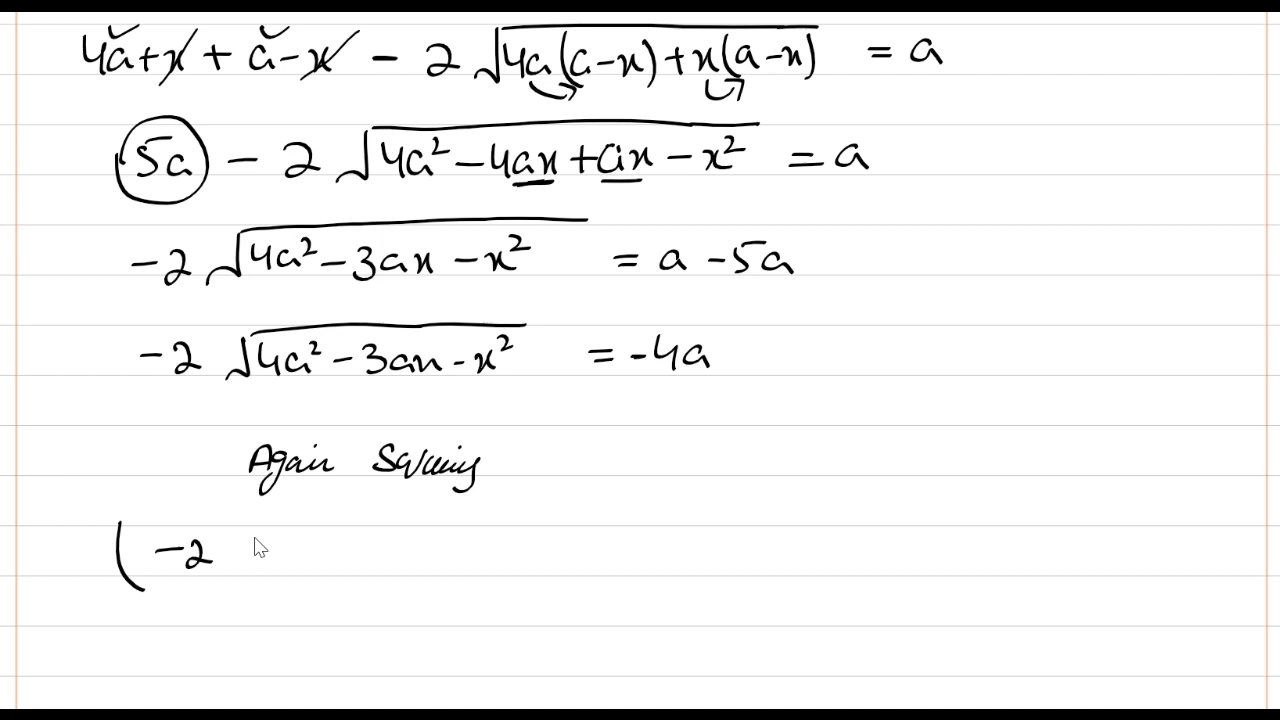 4a+x + a-x - 2 √4a(a-x)+x(a-x) = a
5a - 2 √4a² - 4ax + ax - x² = a
-2 √4a² - 3ax - x² = a - 5a
-2 √4a² - 3ax - x² = -4a
Again Squaring
( -2